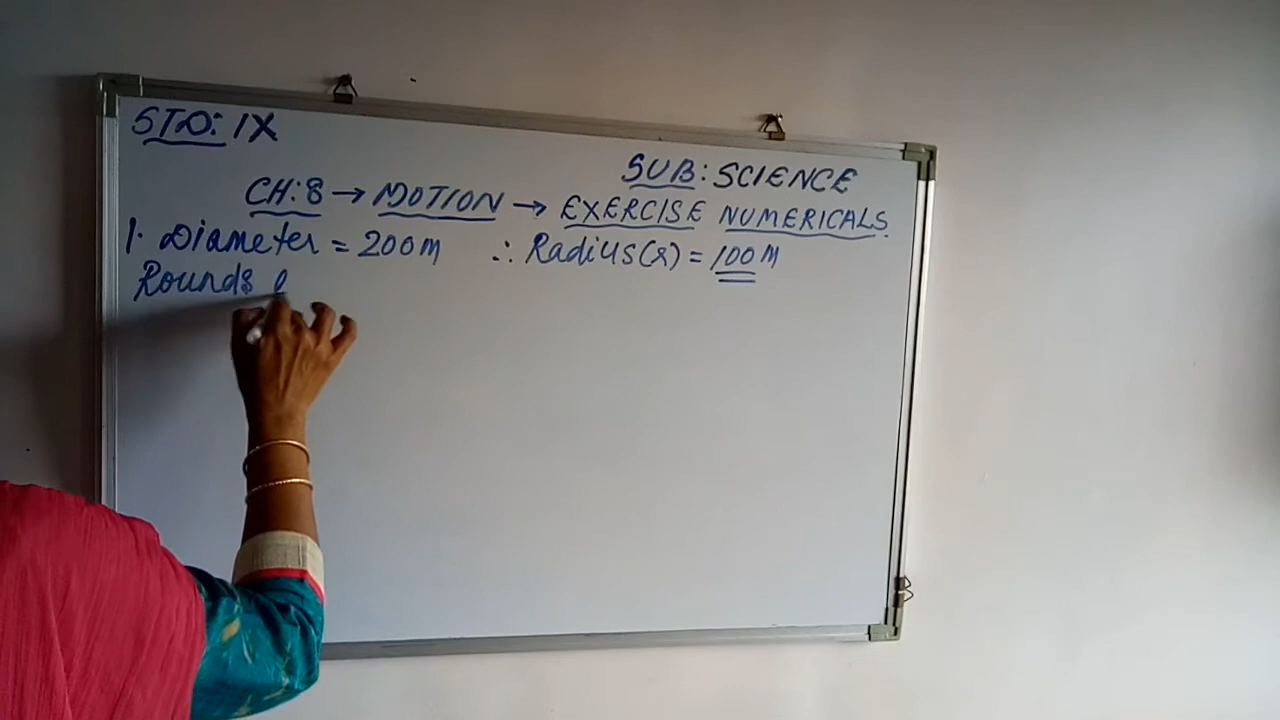 STD: IX
SUB: SCIENCE
CH:8 → MOTION → EXERCISE NUMERICALS.
1. Diameter = 200m ∴ Radius(r) = 100m
Rounds